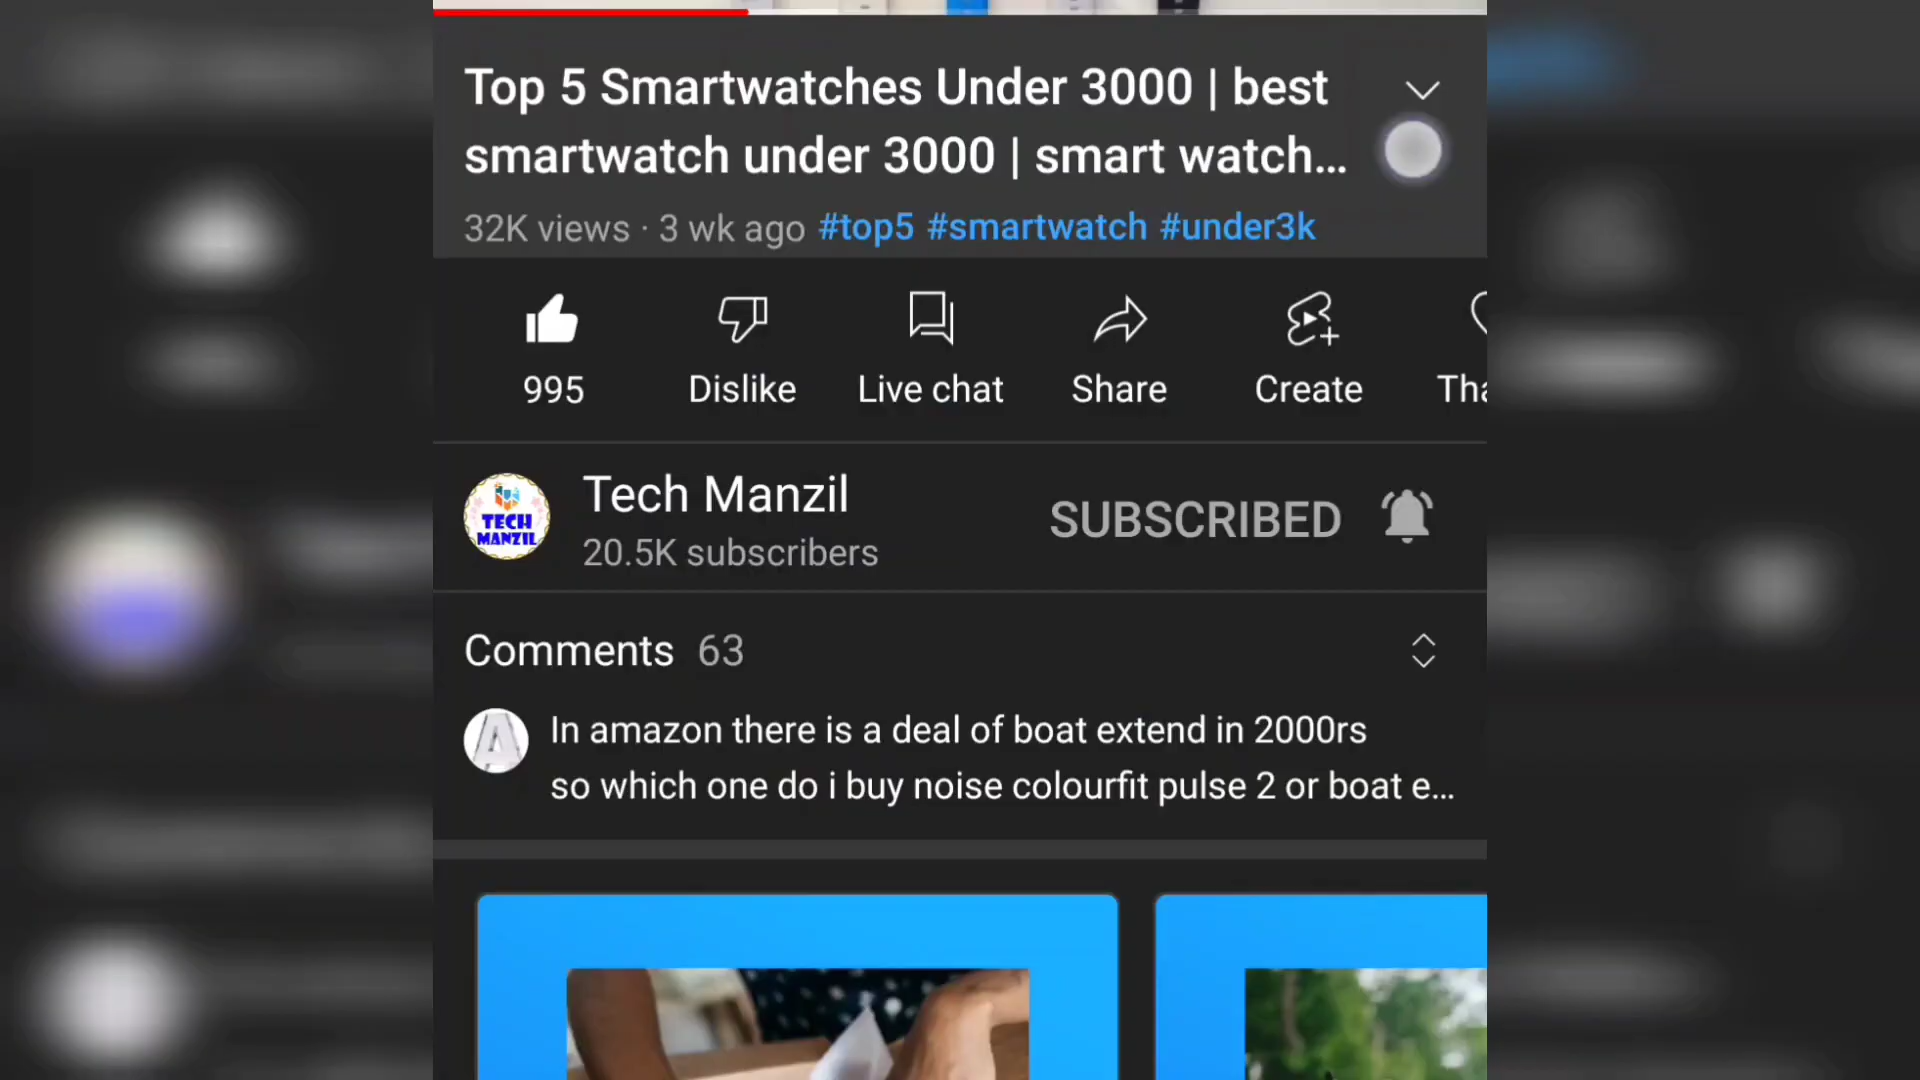 Top 5 Smartwatches Under 3000 | best
smartwatch under 3000 | smart watch...
32K views · 3 wk ago #top5 #smartwatch #under3k
995 Dislike Live chat Share Create Tha
TECH
MANZIL
Tech Manzil SUBSCRIBED
20.5K subscribers
Comments 63
A
In amazon there is a deal of boat extend in 2000rs
so which one do i buy noise colourfit pulse 2 or boat e...